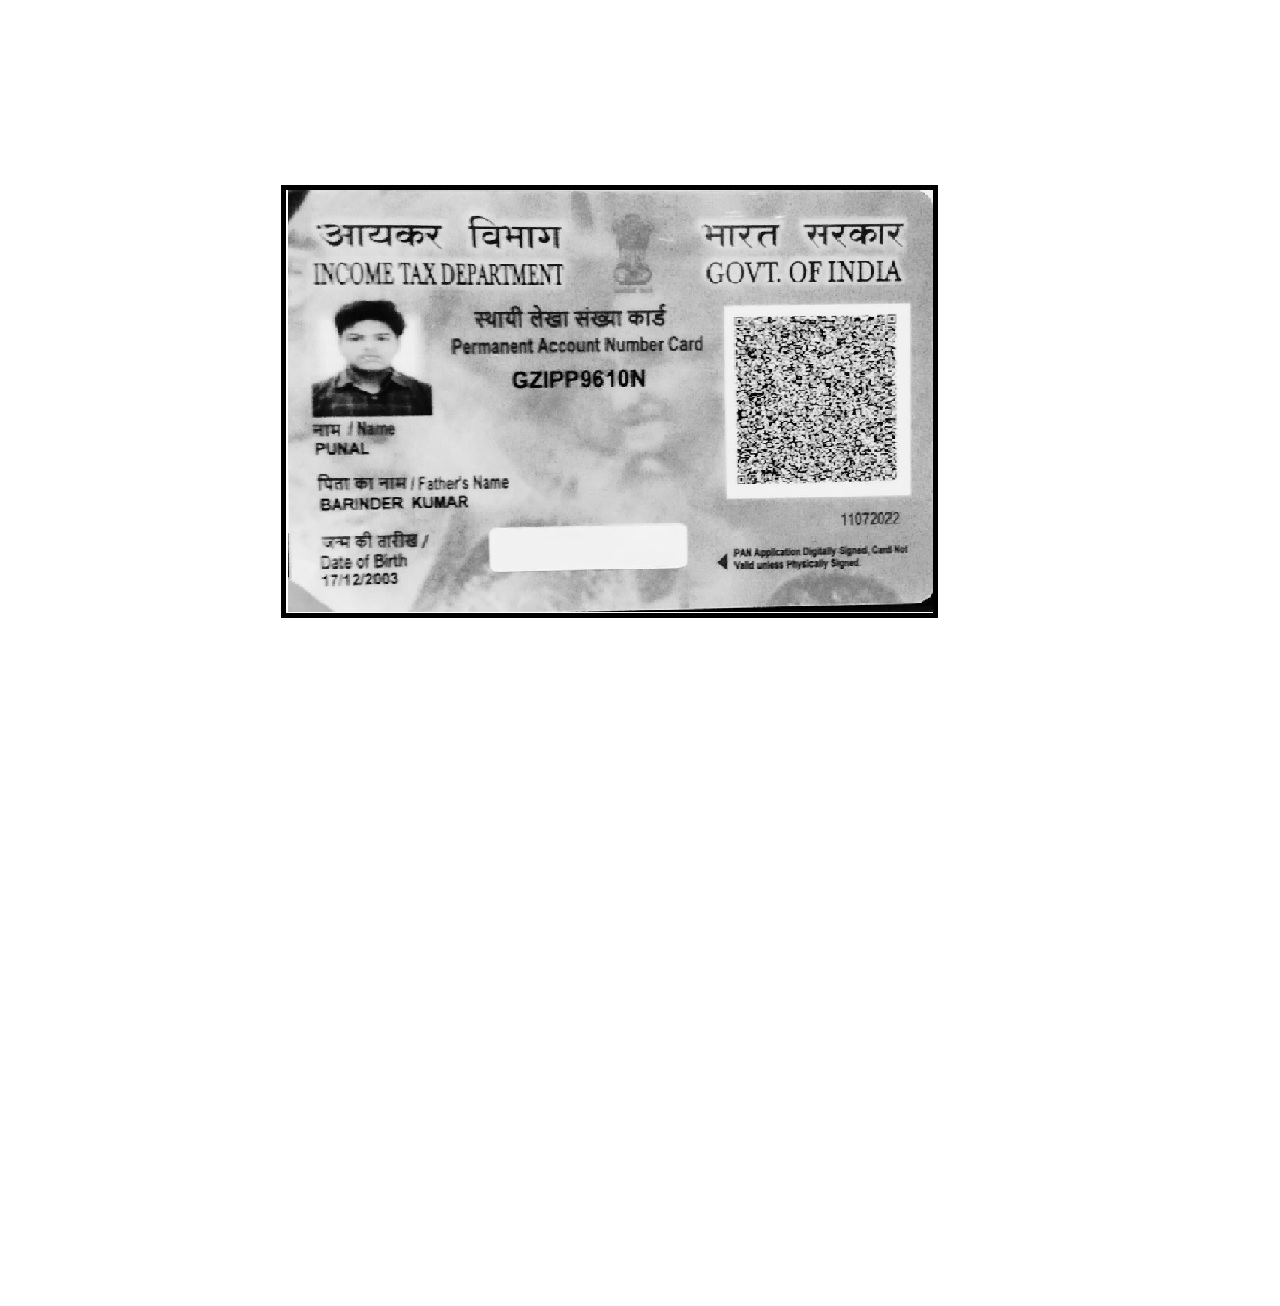 आयकर विभाग
INCOME TAX DEPARTMENT
भारत सरकार
GOVT. OF INDIA
स्थायी लेखा संख्या कार्ड
Permanent Account Number Card
GZIPP9610N
नाम / Name
PUNAL
पिता का नाम / Father's Name
BARINDER KUMAR
जन्म की तारीख /
Date of Birth
17/12/2003
11072022
PAN Application Digitally Signed, Card Not
Valid unless Physically Signed.